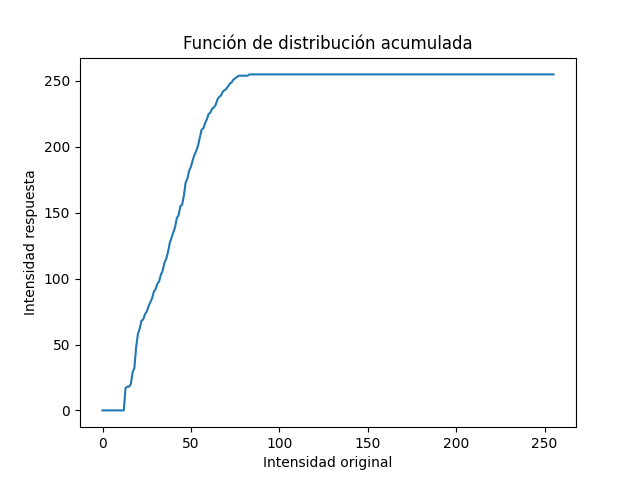 Función de distribución acumulada
250
200
150
100
50
0
Intensidad respuesta
0 50 100 150 200 250
Intensidad original